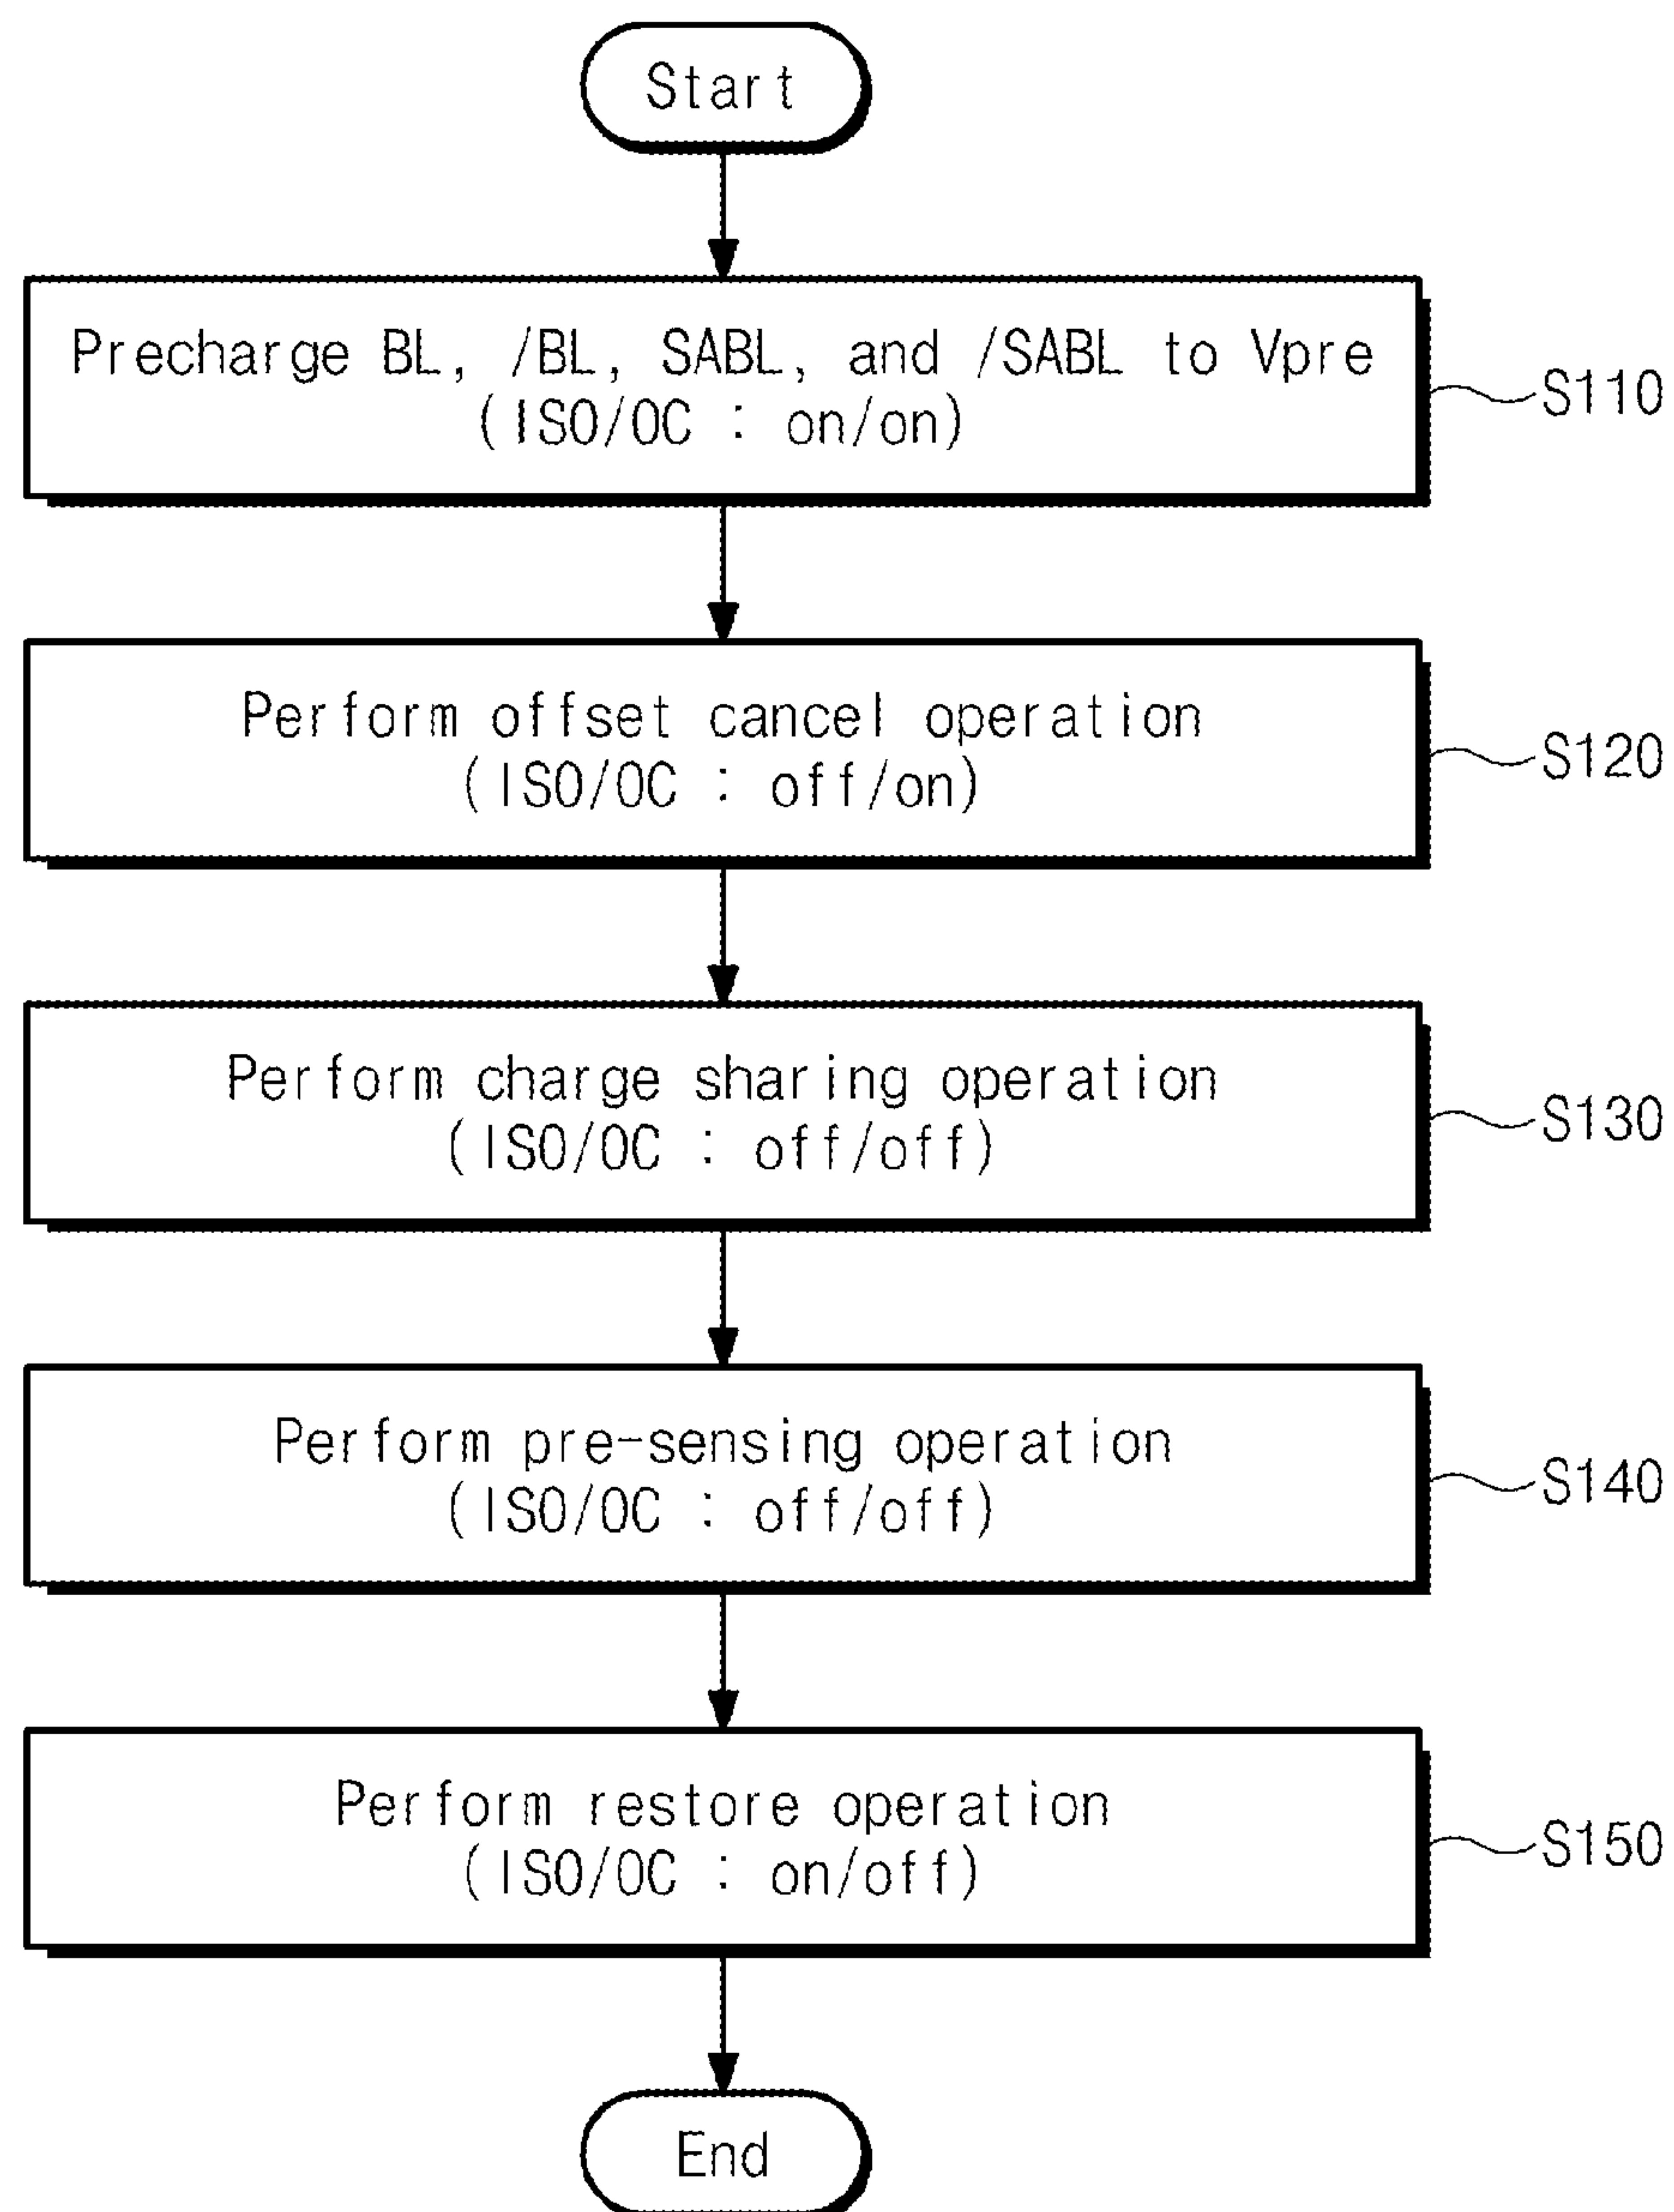 Start
Precharge BL, /BL, SABL, and /SABL to Vpre
(ISO/OC : on/on)
S110
Perform offset cancel operation
(ISO/OC : off/on)
S120
Perform charge sharing operation
(ISO/OC : off/off)
S130
Perform pre-sensing operation
(ISO/OC : off/off)
S140
Perform restore operation
(ISO/OC : on/off)
S150
End